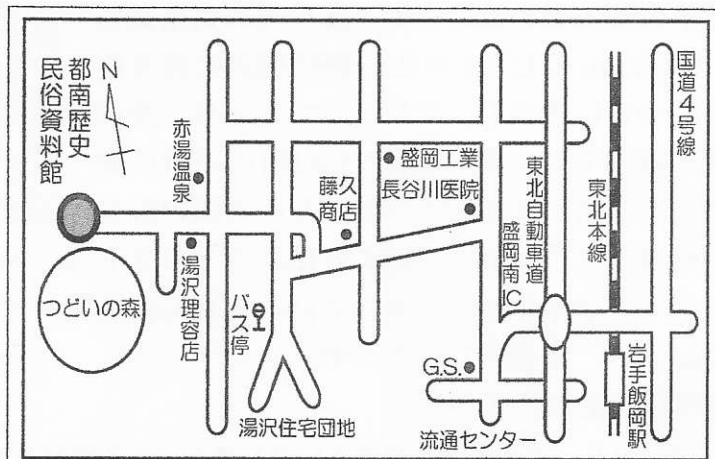 都南歴史
民俗資料館
N
赤湯温泉
藤久
商店
盛岡工業
長谷川医院
東北自動車道
盛岡南IC
東北本線
国道4号線
つどいの森
湯沢理容店
バス停
湯沢住宅団地
G.S.
流通センター
岩手飯岡駅